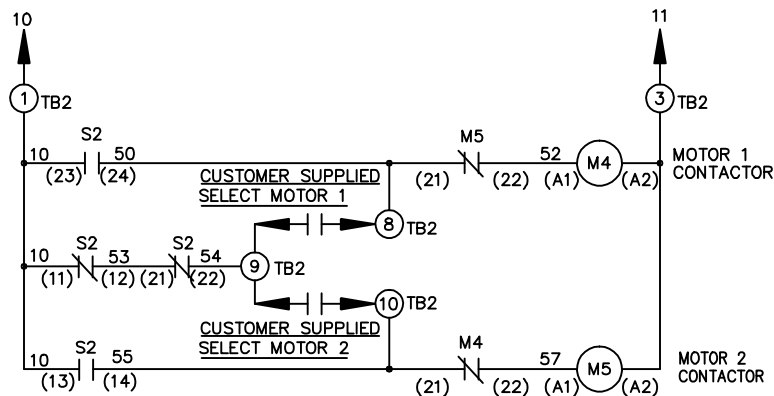 10 11
1 TB2 3 TB2
S2 M5
10 50 52 M4 MOTOR 1
CONTACTOR
(23) (24) (21) (22) (A1) (A2)
CUSTOMER SUPPLIED
SELECT MOTOR 1
8 TB2
S2 S2
10 53 54
(11) (12) (21) (22) 9 TB2
10 TB2
CUSTOMER SUPPLIED
SELECT MOTOR 2
S2 M4
10 55 57 M5 MOTOR 2
CONTACTOR
(13) (14) (21) (22) (A1) (A2)